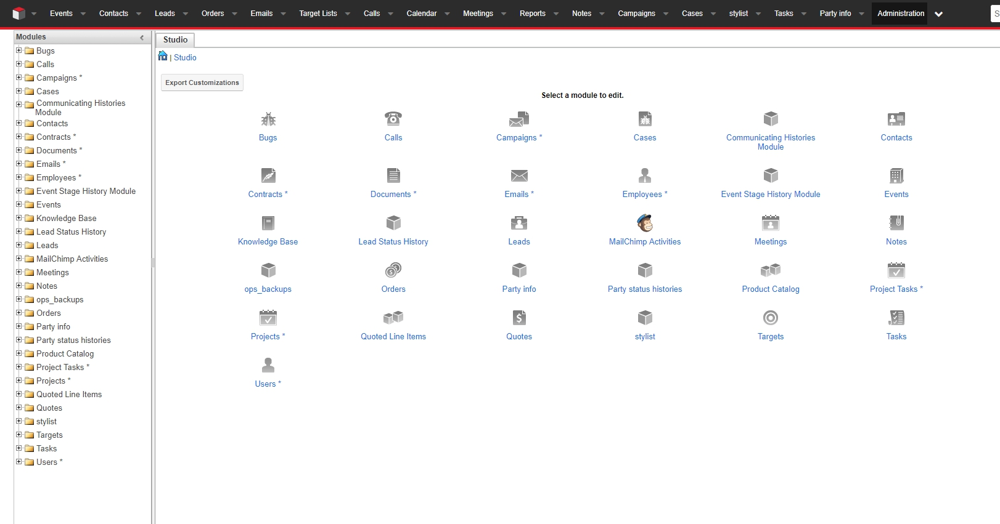 Events Contacts Leads Orders Emails Target Lists Calls Calendar Meetings Reports Notes Campaigns Cases stylist Tasks Party info Administration S
Modules
Bugs
Calls
Campaigns *
Cases
Communicating Histories
Module
Contacts
Contracts *
Documents *
Emails *
Employees *
Event Stage History Module
Events
Knowledge Base
Lead Status History
Leads
MailChimp Activities
Meetings
Notes
ops_backups
Orders
Party info
Party status histories
Product Catalog
Project Tasks *
Projects *
Quoted Line Items
Quotes
stylist
Targets
Tasks
Users *
Studio
| Studio
Export Customizations
Select a module to edit.
Bugs Calls Campaigns * Cases Communicating Histories Contacts
Module
Contracts * Documents * Emails * Employees * Event Stage History Module Events
Knowledge Base Lead Status History Leads MailChimp Activities Meetings Notes
ops_backups Orders Party info Party status histories Product Catalog Project Tasks *
Projects * Quoted Line Items Quotes stylist Targets Tasks
Users *